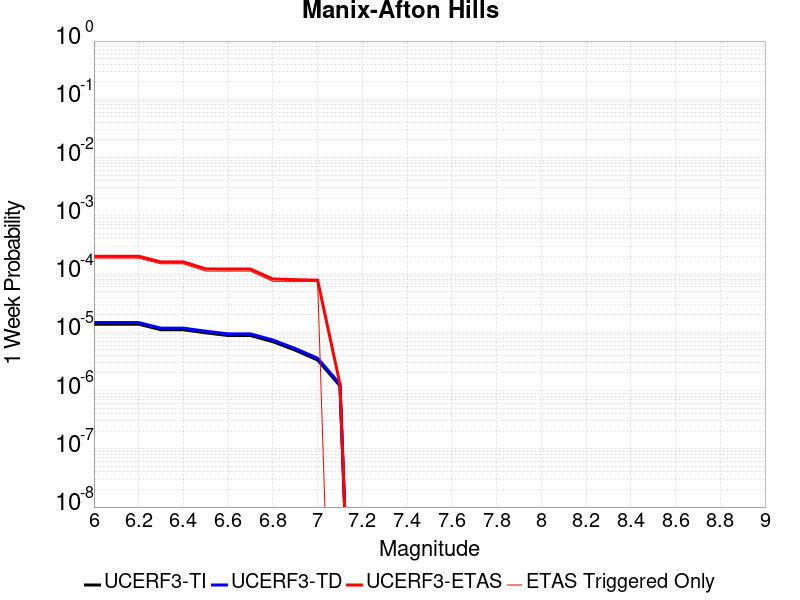 Manix-Afton Hills
1 Week Probability
10^0
10^-1
10^-2
10^-3
10^-4
10^-5
10^-6
10^-7
10^-8
6 6.2 6.4 6.6 6.8 7 7.2 7.4 7.6 7.8 8 8.2 8.4 8.6 8.8 9
Magnitude
UCERF3-TI UCERF3-TD UCERF3-ETAS ETAS Triggered Only